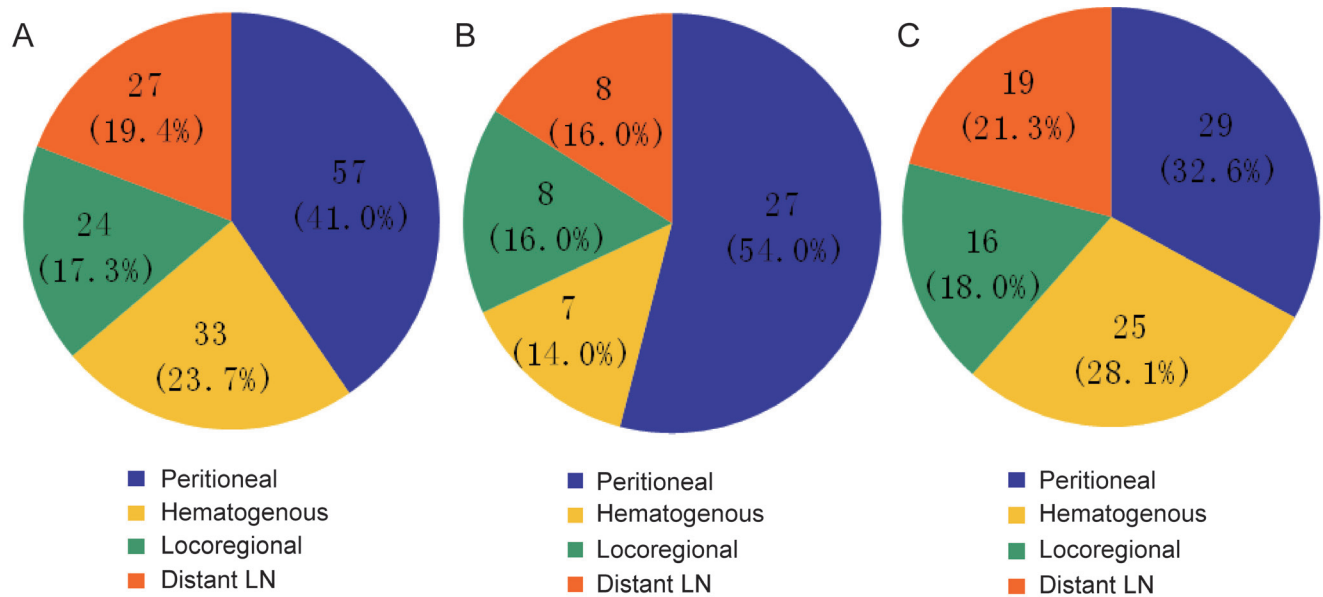 A
27
(19.4%)
57
(41.0%)
24
(17.3%)
33
(23.7%)
Peritioneal
Hematogenous
Locoregional
Distant LN
B
8
(16.0%)
27
(54.0%)
8
(16.0%)
7
(14.0%)
Peritioneal
Hematogenous
Locoregional
Distant LN
C
19
(21.3%)
29
(32.6%)
16
(18.0%)
25
(28.1%)
Peritioneal
Hematogenous
Locoregional
Distant LN